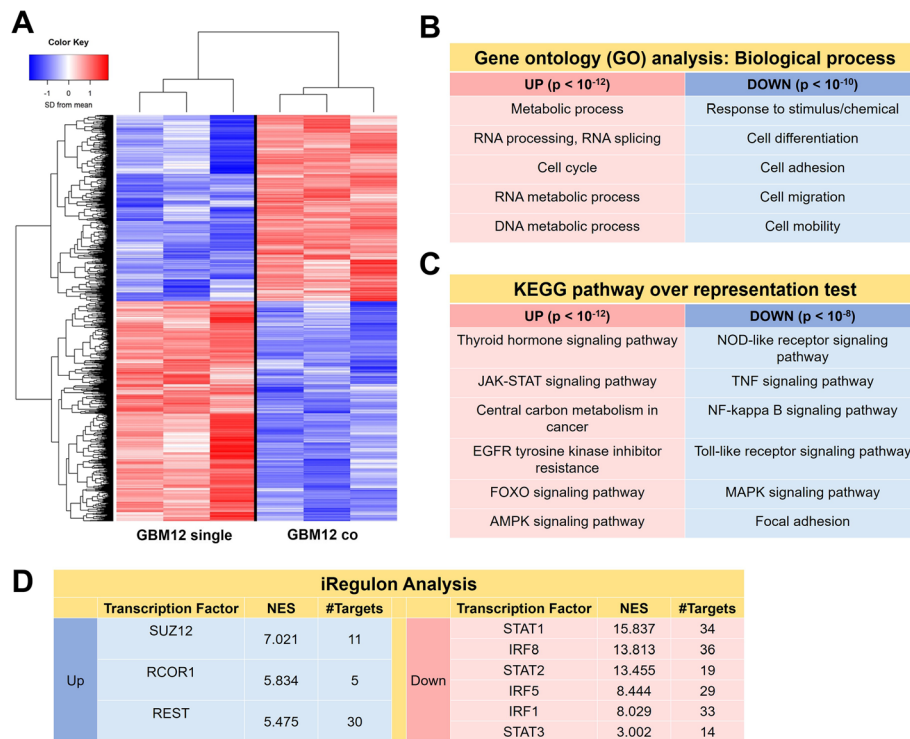 A
Color Key
-1 0 1
SD from mean
GBM12 single GBM12 co
B
Gene ontology (GO) analysis: Biological process
UP (p < 10-12) DOWN (p < 10-10)
Metabolic process Response to stimulus/chemical
RNA processing, RNA splicing Cell differentiation
Cell cycle Cell adhesion
RNA metabolic process Cell migration
DNA metabolic process Cell mobility
C
KEGG pathway over representation test
UP (p < 10-12) DOWN (p < 10-8)
Thyroid hormone signaling pathway NOD-like receptor signaling
pathway
JAK-STAT signaling pathway TNF signaling pathway
Central carbon metabolism in
cancer NF-kappa B signaling pathway
EGFR tyrosine kinase inhibitor
resistance Toll-like receptor signaling pathway
FOXO signaling pathway MAPK signaling pathway
AMPK signaling pathway Focal adhesion
D
iRegulon Analysis
Transcription Factor NES #Targets Transcription Factor NES #Targets
Up
SUZ12 7.021 11
RCOR1 5.834 5
REST 5.475 30
Down
STAT1 15.837 34
IRF8 13.813 36
STAT2 13.455 19
IRF5 8.444 29
IRF1 8.029 33
STAT3 3.002 14